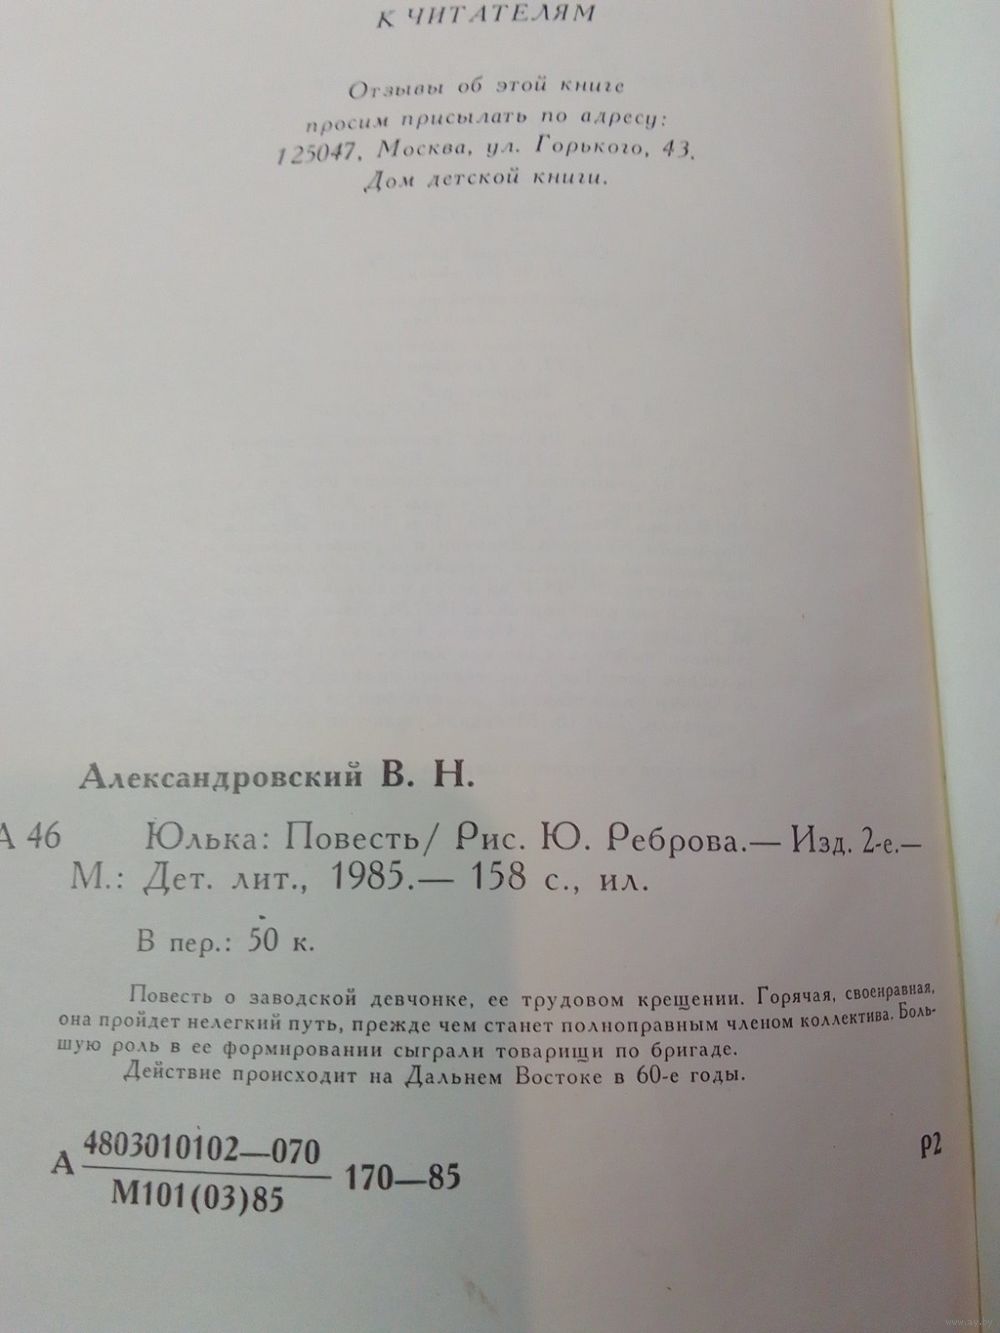 К ЧИТАТЕЛЯМ
Отзывы об этой книге
просим присылать по адресу:
125047, Москва, ул. Горького, 43.
Дом детской книги.
Александровский В. Н.
А 46 Юлька: Повесть/ Рис. Ю. Реброва.— Изд. 2-е.—
М.: Дет. лит., 1985.— 158 с., ил.
В пер.: 50 к.
Повесть о заводской девчонке, ее трудовом крещении. Горячая, своенравная,
она пройдет нелегкий путь, прежде чем станет полноправным членом коллектива. Боль-
шую роль в ее формировании сыграли товарищи по бригаде.
Действие происходит на Дальнем Востоке в 60-е годы.
А 4803010102—070
М101(03)85
170—85
Р2
www.ay.by